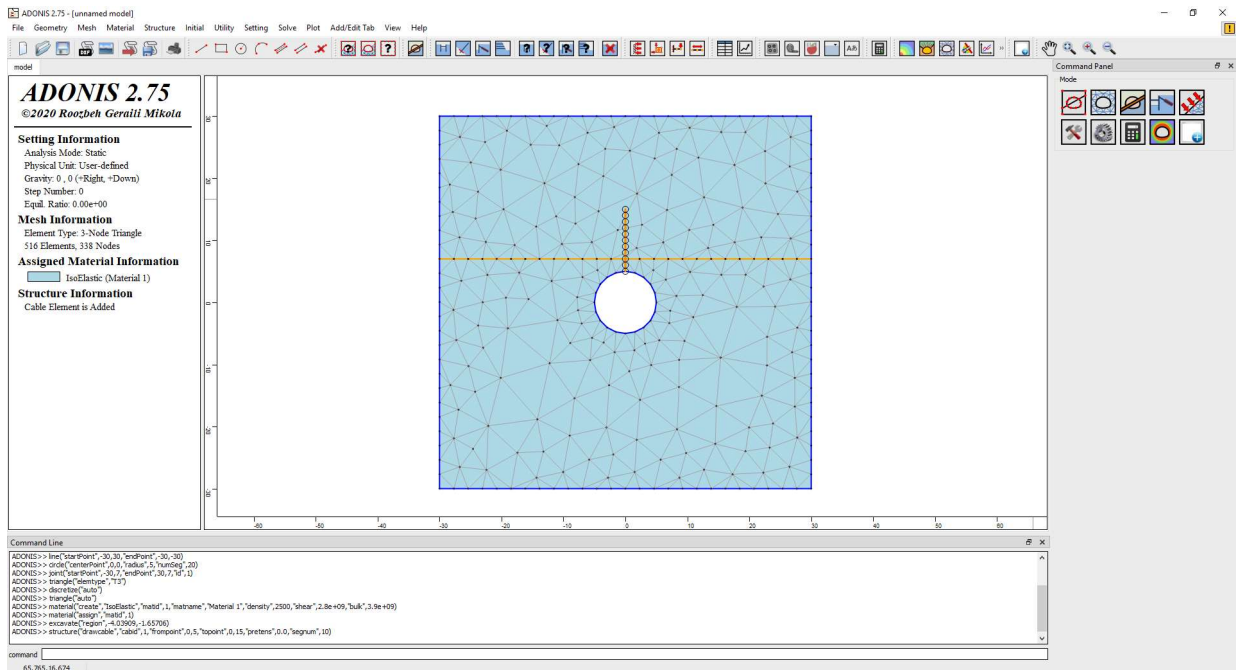 ADONIS 2.75 - [unnamed model]
File Geometry Mesh Material Structure Initial Utility Setting Solve Plot Add/Edit Tab View Help
model
Command Panel
Mode
ADONIS 2.75
©2020 Roozbeh Geraili Mikola
Setting Information
Analysis Mode: Static
Physical Unit: User-defined
Gravity: 0 , 0 (+Right, +Down)
Step Number: 0
Equil. Ratio: 0.00e+00
Mesh Information
Element Type: 3-Node Triangle
516 Elements, 338 Nodes
Assigned Material Information
IsoElastic (Material 1)
Structure Information
Cable Element is Added
30
20
10
0
-10
-20
-30
-60 -50 -40 -30 -20 -10 0 10 20 30 40 50 60
Command Line
ADONIS>> line("startPoint",-30,30,"endPoint",-30,-30)
ADONIS>> circle("centerPoint",0,0,"radius",5,"numSeg",20)
ADONIS>> joint("startPoint",-30,7,"endPoint",30,7,"id",1)
ADONIS>> triangle("elemtype","T3")
ADONIS>> discretize("auto")
ADONIS>> triangle("auto")
ADONIS>> material("create","IsoElastic","matid",1,"matname","Material 1","density",2500,"shear",2.8e+09,"bulk",3.9e+09)
ADONIS>> material("assign","matid",1)
ADONIS>> excavate("region",-4.03909,-1.65706)
ADONIS>> structure("drawcable","cabid",1,"frompoint",0,5,"topoint",0,15,"pretens",0.0,"segnum",10)
command
65.765,16.674